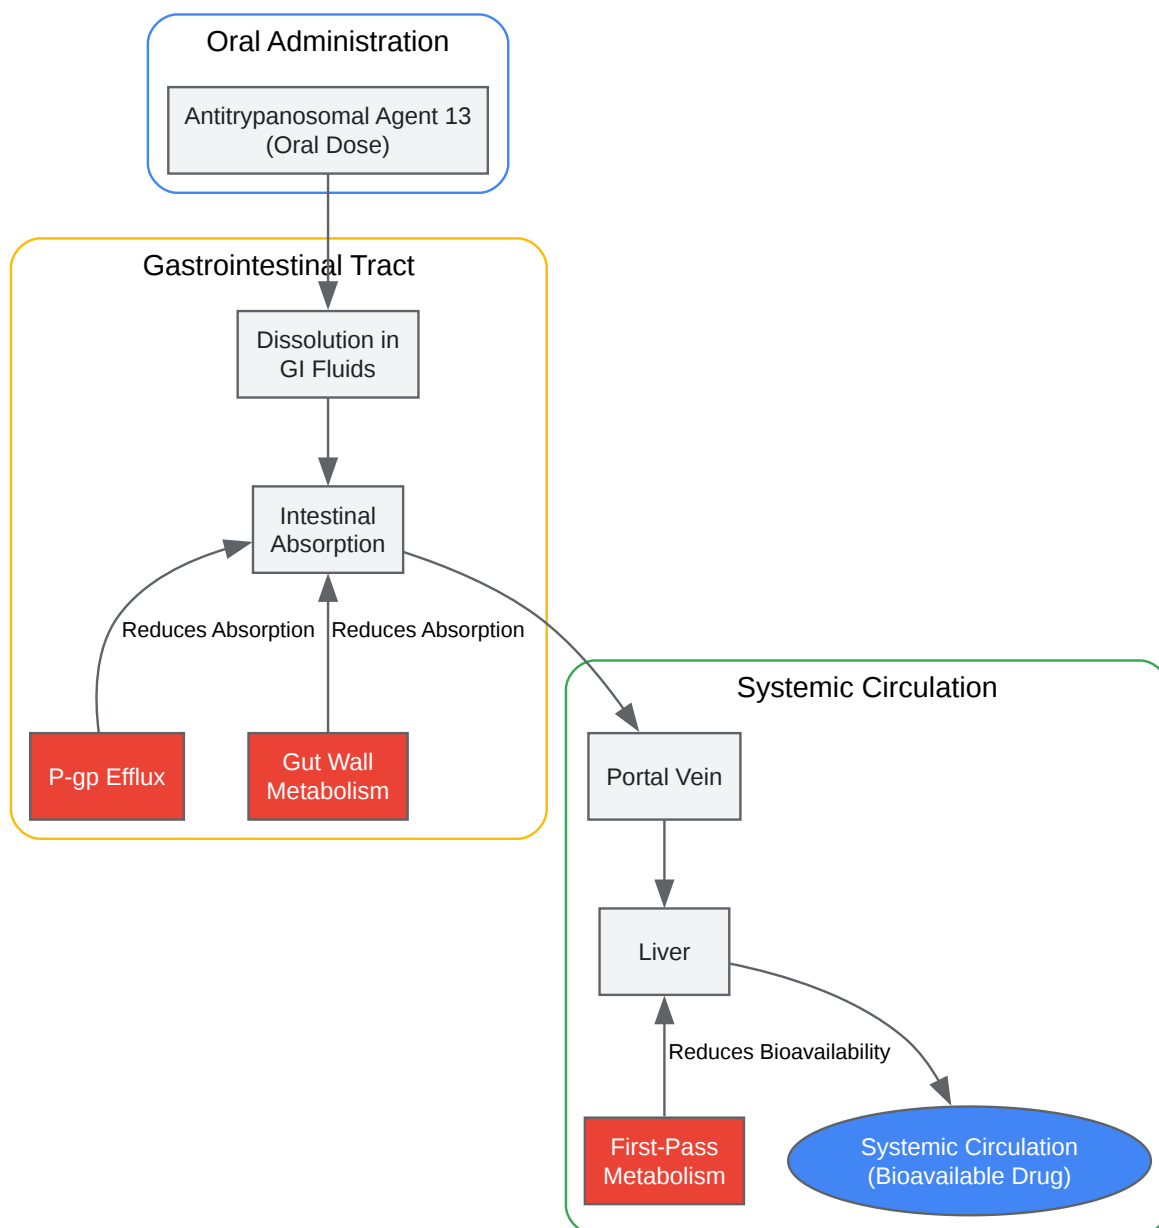 Oral Administration
Antitrypanosomal Agent 13
(Oral Dose)
Gastrointestinal Tract
Dissolution in
GI Fluids
Intestinal
Absorption
Reduces Absorption
Reduces Absorption
P-gp Efflux
Gut Wall
Metabolism
Systemic Circulation
Portal Vein
Liver
Reduces Bioavailability
First-Pass
Metabolism
Systemic Circulation
(Bioavailable Drug)